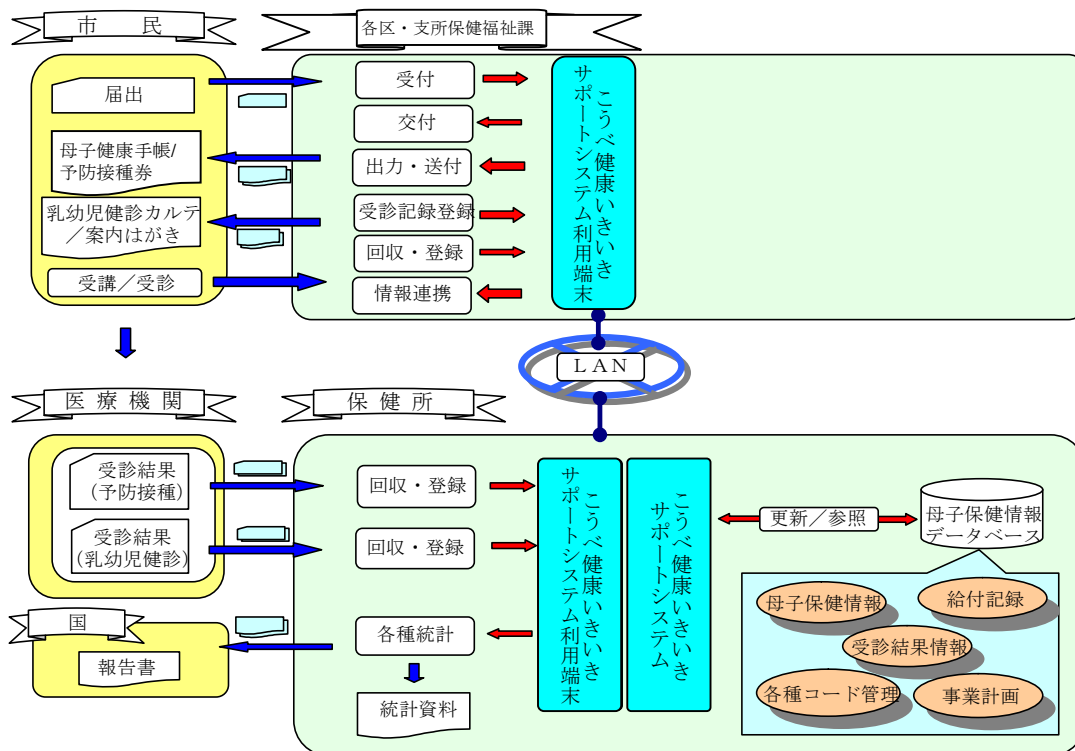 市　民
各区・支所保健福祉課
届出
母子健康手帳/
予防接種券
乳幼児健診カルテ
／案内はがき
受講／受診
受付
交付
出力・送付
受診記録登録
回収・登録
情報連携
こうべ健康いきいき
サポートシステム利用端末
ＬＡＮ
医療機関
保健所
受診結果
(予防接種)
受診結果
(乳幼児健診)
国
報告書
回収・登録
回収・登録
各種統計
統計資料
こうべ健康いきいき
サポートシステム利用端末
こうべ健康いきいき
サポートシステム
更新／参照
母子保健情報
データベース
母子保健情報
給付記録
受診結果情報
各種コード管理
事業計画